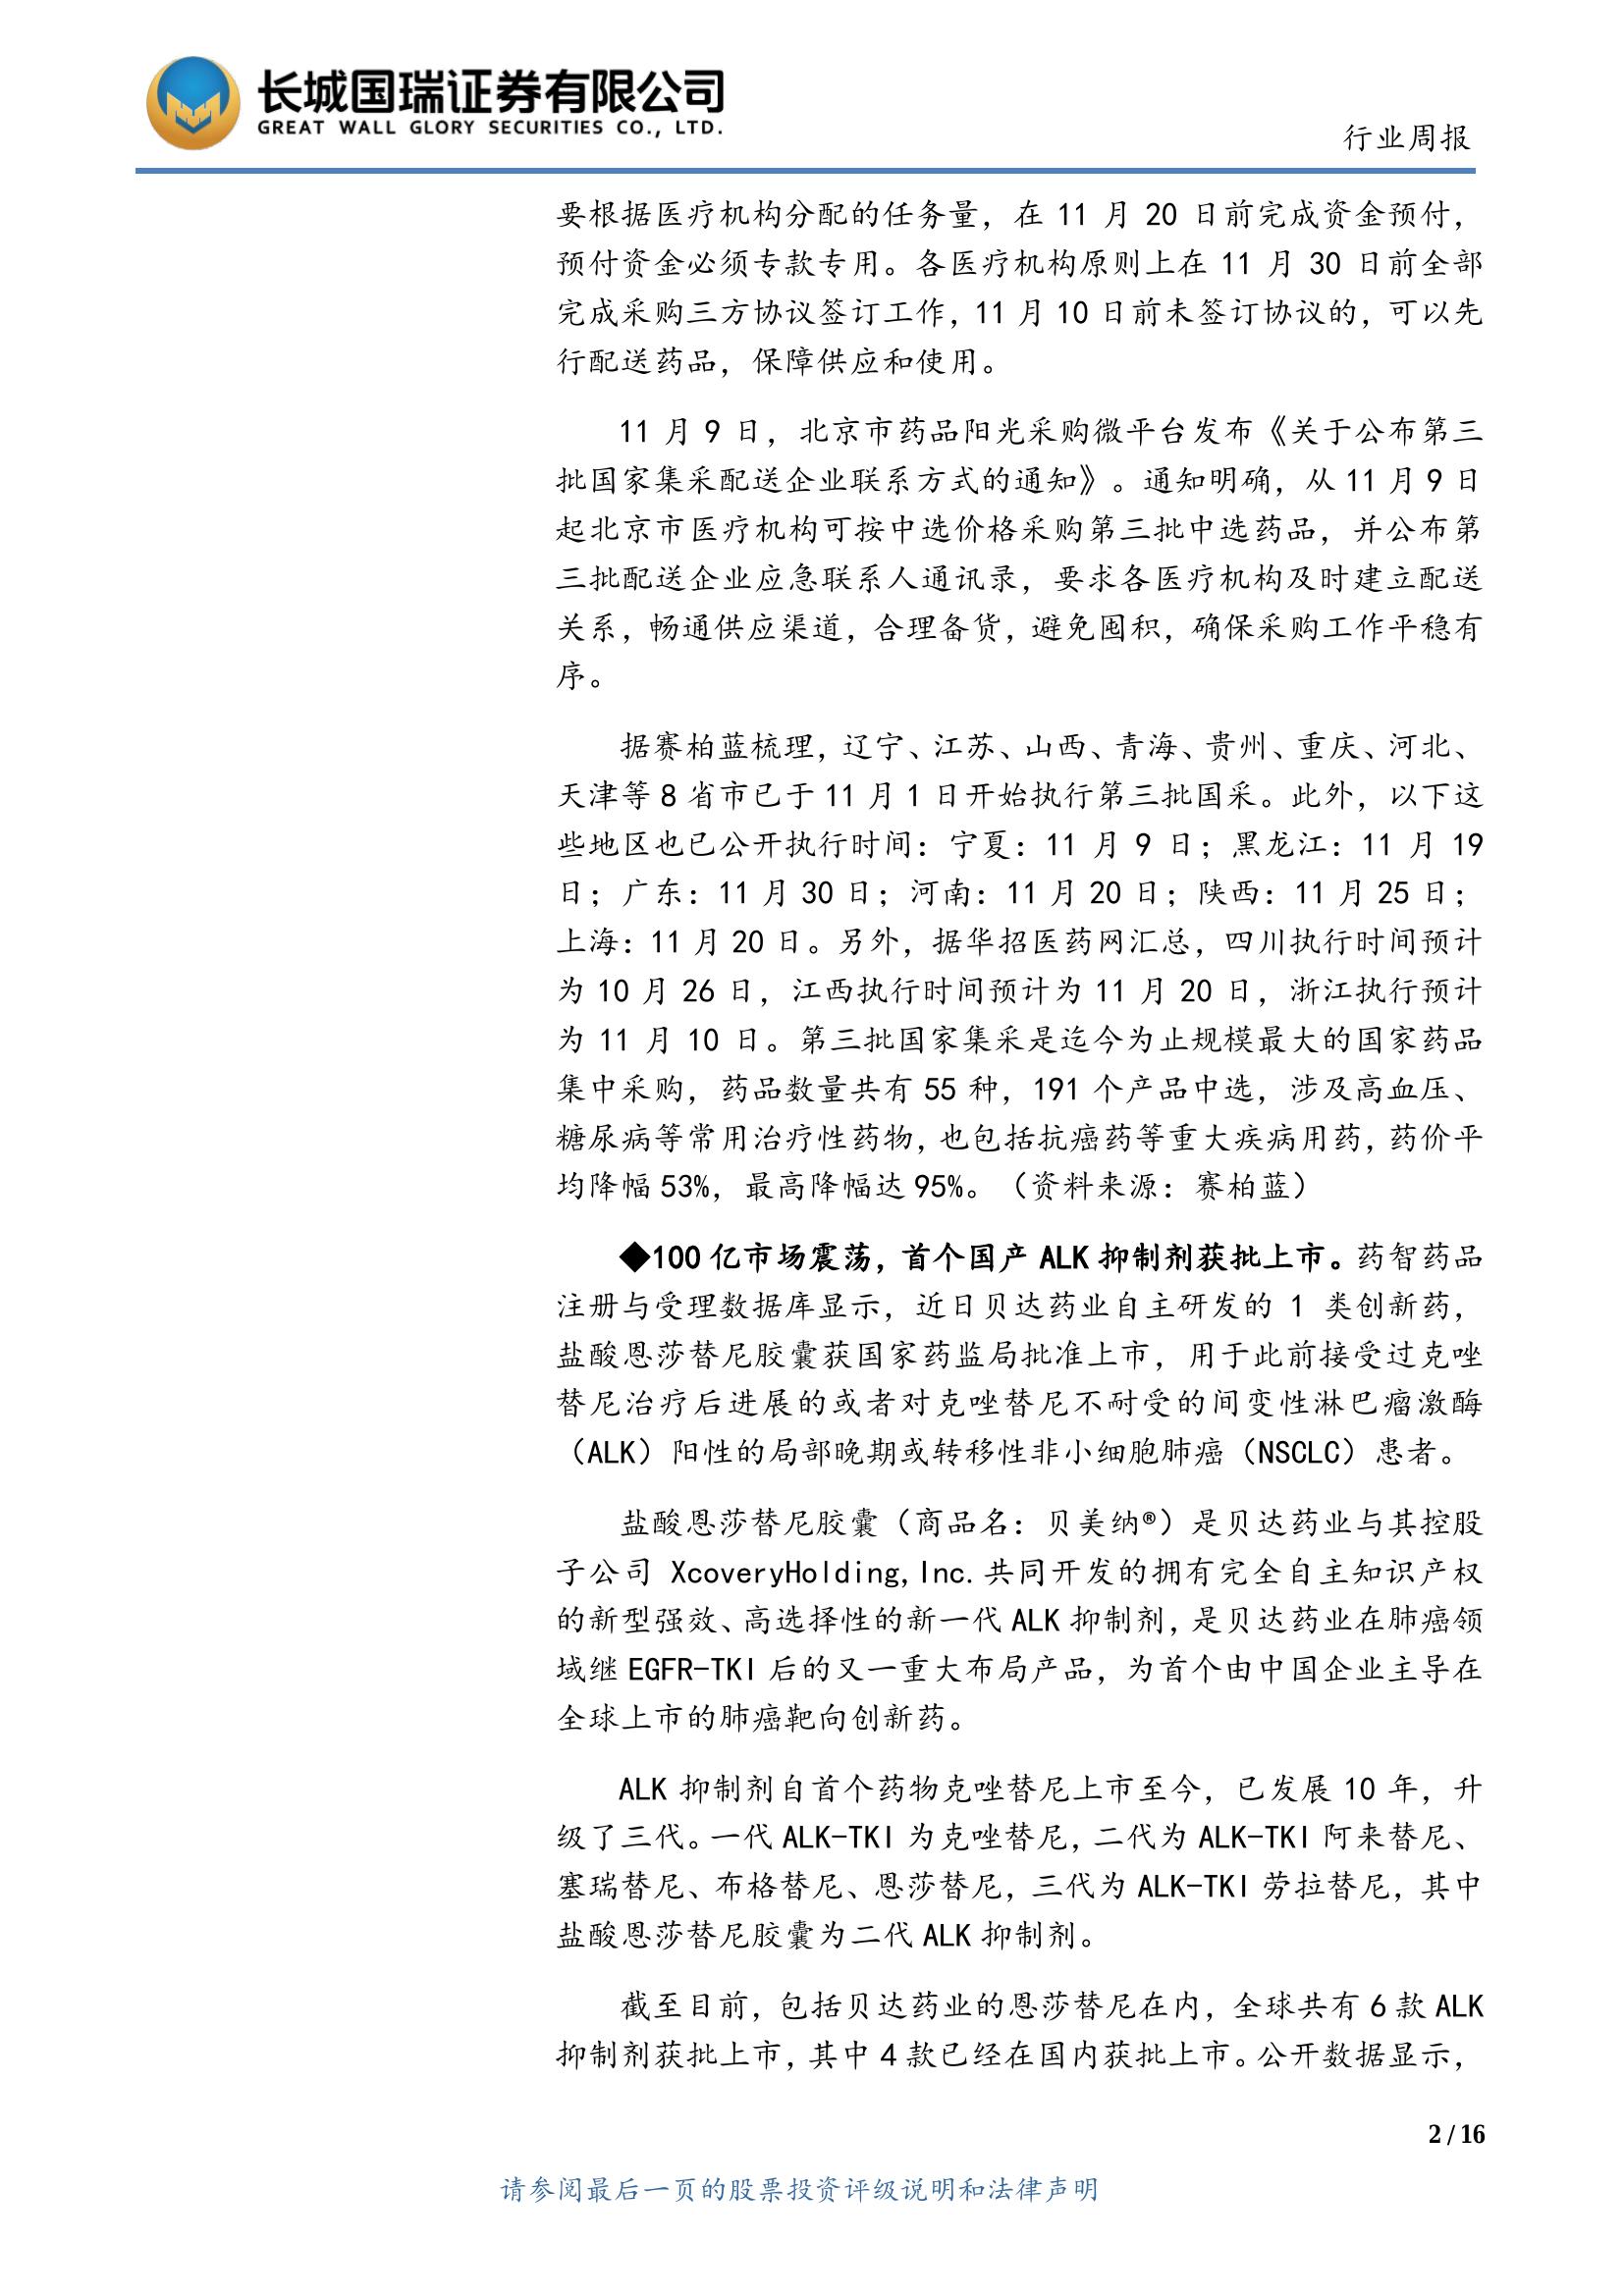 长城国瑞证券有限公司
GREAT WALL GLORY SECURITIES CO., LTD.
行业周报
要根据医疗机构分配的任务量，在 11 月 20 日前完成资金预付，
预付资金必须专款专用。各医疗机构原则上在 11 月 30 日前全部
完成采购三方协议签订工作，11 月 10 日前未签订协议的，可以先
行配送药品，保障供应和使用。
11 月 9 日，北京市药品阳光采购微平台发布《关于公布第三
批国家集采配送企业联系方式的通知》。通知明确，从 11 月 9 日
起北京市医疗机构可按中选价格采购第三批中选药品，并公布第
三批配送企业应急联系人通讯录，要求各医疗机构及时建立配送
关系，畅通供应渠道，合理备货，避免囤积，确保采购工作平稳有
序。
据赛柏蓝梳理，辽宁、江苏、山西、青海、贵州、重庆、河北、
天津等 8 省市已于 11 月 1 日开始执行第三批国采。此外，以下这
些地区也已公开执行时间：宁夏：11 月 9 日；黑龙江：11 月 19
日；广东：11 月 30 日；河南：11 月 20 日；陕西：11 月 25 日；
上海：11 月 20 日。另外，据华招医药网汇总，四川执行时间预计
为 10 月 26 日，江西执行时间预计为 11 月 20 日，浙江执行预计
为 11 月 10 日。第三批国家集采是迄今为止规模最大的国家药品
集中采购，药品数量共有 55 种，191 个产品中选，涉及高血压、
糖尿病等常用治疗性药物，也包括抗癌药等重大疾病用药，药价平
均降幅 53%，最高降幅达 95%。（资料来源：赛柏蓝）
◆100 亿市场震荡，首个国产 ALK 抑制剂获批上市。药智药品
注册与受理数据库显示，近日贝达药业自主研发的 1 类创新药，
盐酸恩莎替尼胶囊获国家药监局批准上市，用于此前接受过克唑
替尼治疗后进展的或者对克唑替尼不耐受的间变性淋巴瘤激酶
（ALK）阳性的局部晚期或转移性非小细胞肺癌（NSCLC）患者。
盐酸恩莎替尼胶囊（商品名：贝美纳®）是贝达药业与其控股
子公司 XcoveryHolding,Inc.共同开发的拥有完全自主知识产权
的新型强效、高选择性的新一代 ALK 抑制剂，是贝达药业在肺癌领
域继 EGFR-TKI 后的又一重大布局产品，为首个由中国企业主导在
全球上市的肺癌靶向创新药。
ALK 抑制剂自首个药物克唑替尼上市至今，已发展 10 年，升
级了三代。一代 ALK-TKI 为克唑替尼，二代为 ALK-TKI 阿来替尼、
塞瑞替尼、布格替尼、恩莎替尼，三代为 ALK-TKI 劳拉替尼，其中
盐酸恩莎替尼胶囊为二代 ALK 抑制剂。
截至目前，包括贝达药业的恩莎替尼在内，全球共有 6 款 ALK
抑制剂获批上市，其中 4 款已经在国内获批上市。公开数据显示，
2 / 16
请参阅最后一页的股票投资评级说明和法律声明